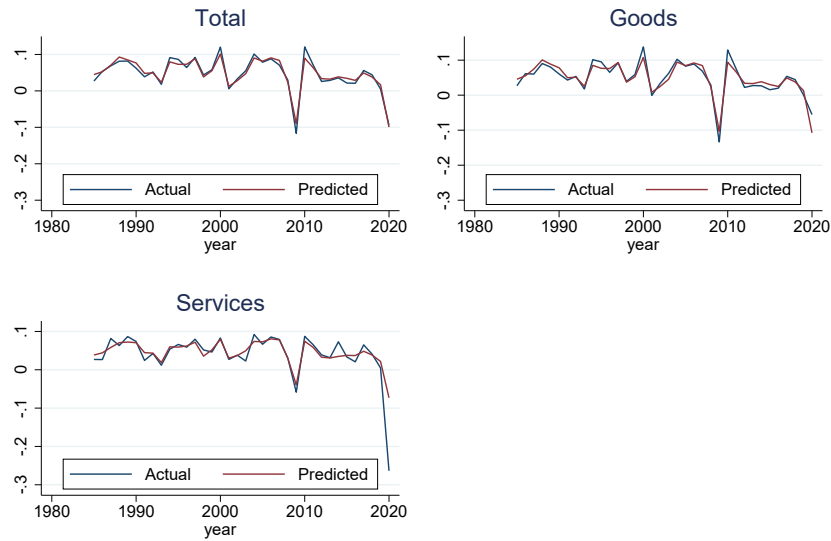 Total
.1
0
-.1
-.2
-.3
Actual Predicted
1980 1990 2000 2010 2020
year
Goods
.1
0
-.1
-.2
-.3
Actual Predicted
1980 1990 2000 2010 2020
year
Services
.1
0
-.1
-.2
-.3
Actual Predicted
1980 1990 2000 2010 2020
year